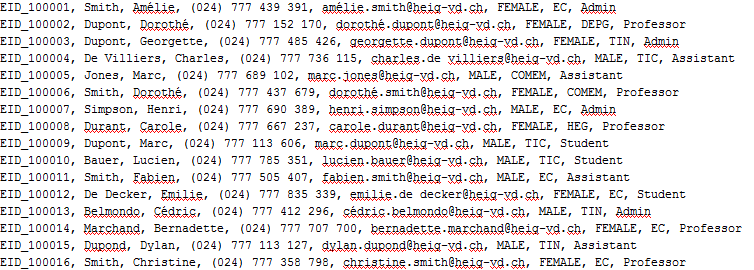 EID_100001, Smith, Amélie, (024) 777 439 391, amélie.smith@heig-vd.ch, FEMALE, EC, Admin
EID_100002, Dupont, Dorothé, (024) 777 152 170, dorothé.dupont@heig-vd.ch, FEMALE, DEPG, Professor
EID_100003, Dupont, Georgette, (024) 777 485 426, georgette.dupont@heig-vd.ch, FEMALE, TIN, Admin
EID_100004, De Villiers, Charles, (024) 777 736 115, charles.de villiers@heig-vd.ch, MALE, TIC, Assistant
EID_100005, Jones, Marc, (024) 777 689 102, marc.jones@heig-vd.ch, MALE, COMEM, Assistant
EID_100006, Smith, Dorothé, (024) 777 437 679, dorothé.smith@heig-vd.ch, FEMALE, COMEM, Professor
EID_100007, Simpson, Henri, (024) 777 690 389, henri.simpson@heig-vd.ch, MALE, EC, Admin
EID_100008, Durant, Carole, (024) 777 667 237, carole.durant@heig-vd.ch, FEMALE, HEG, Professor
EID_100009, Dupont, Marc, (024) 777 113 606, marc.dupont@heig-vd.ch, MALE, TIC, Student
EID_100010, Bauer, Lucien, (024) 777 785 351, lucien.bauer@heig-vd.ch, MALE, TIC, Student
EID_100011, Smith, Fabien, (024) 777 505 407, fabien.smith@heig-vd.ch, MALE, EC, Assistant
EID_100012, De Decker, Emilie, (024) 777 835 339, emilie.de decker@heig-vd.ch, FEMALE, EC, Student
EID_100013, Belmondo, Cédric, (024) 777 412 296, cédric.belmondo@heig-vd.ch, MALE, TIN, Admin
EID_100014, Marchand, Bernadette, (024) 777 707 700, bernadette.marchand@heig-vd.ch, FEMALE, EC, Professor
EID_100015, Dupond, Dylan, (024) 777 113 127, dylan.dupond@heig-vd.ch, MALE, TIN, Assistant
EID_100016, Smith, Christine, (024) 777 358 798, christine.smith@heig-vd.ch, FEMALE, EC, Professor